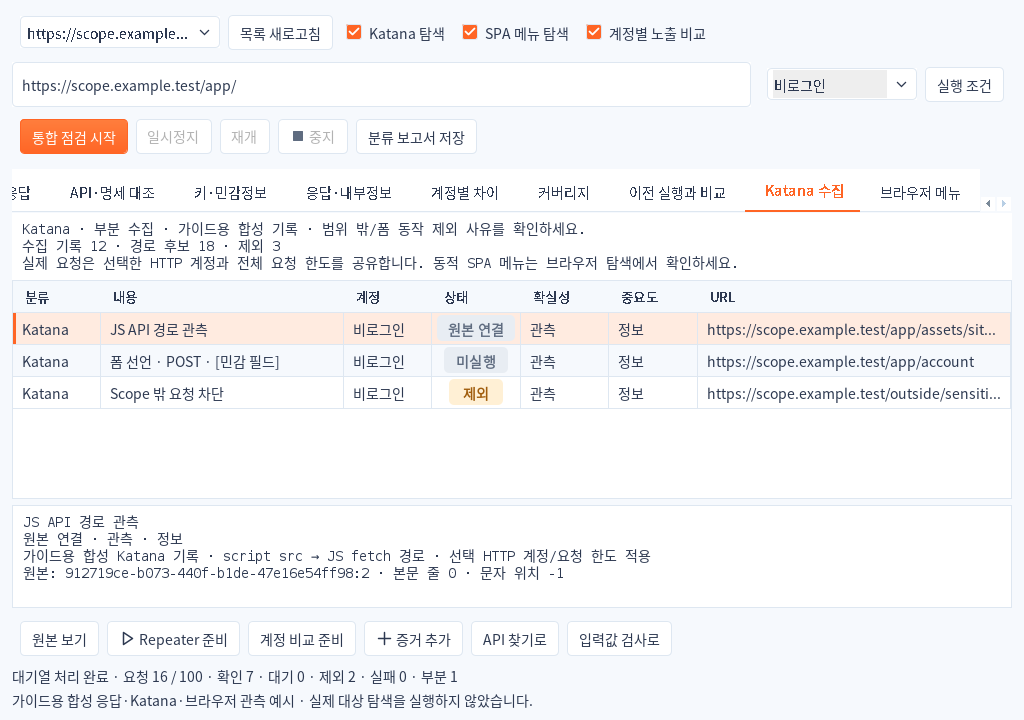 https://scope.example... 목록 새로고침 Katana 탐색 SPA 메뉴 탐색 계정별 노출 비교
https://scope.example.test/app/ 비로그인 실행 조건
통합 점검 시작 일시정지 재개 중지 분류 보고서 저장
응답 API·명세 대조 키·민감정보 응답·내부정보 계정별 차이 커버리지 이전 실행과 비교 Katana 수집 브라우저 메뉴
Katana · 부분 수집 · 가이드용 합성 기록 · 범위 밖/폼 동작 제외 사유를 확인하세요.
수집 기록 12 · 경로 후보 18 · 제외 3
실제 요청은 선택한 HTTP 계정과 전체 요청 한도를 공유합니다. 동적 SPA 메뉴는 브라우저 탐색에서 확인하세요.
분류 내용 계정 상태 확실성 중요도 URL
Katana JS API 경로 관측 비로그인 원본 연결 관측 정보 https://scope.example.test/app/assets/sit...
Katana 폼 선언 · POST · [민감 필드] 비로그인 미실행 관측 정보 https://scope.example.test/app/account
Katana Scope 밖 요청 차단 비로그인 제외 관측 정보 https://scope.example.test/outside/sensiti...
JS API 경로 관측
원본 연결 · 관측 · 정보
가이드용 합성 Katana 기록 · script src → JS fetch 경로 · 선택 HTTP 계정/요청 한도 적용
원본: 912719ce-b073-440f-b1de-47e16e54ff98:2 · 본문 줄 0 · 문자 위치 -1
원본 보기 Repeater 준비 계정 비교 준비 증거 추가 API 찾기로 입력값 검사로
대기열 처리 완료 · 요청 16 / 100 · 확인 7 · 대기 0 · 제외 2 · 실패 0 · 부분 1
가이드용 합성 응답·Katana·브라우저 관측 예시 · 실제 대상 탐색을 실행하지 않았습니다.